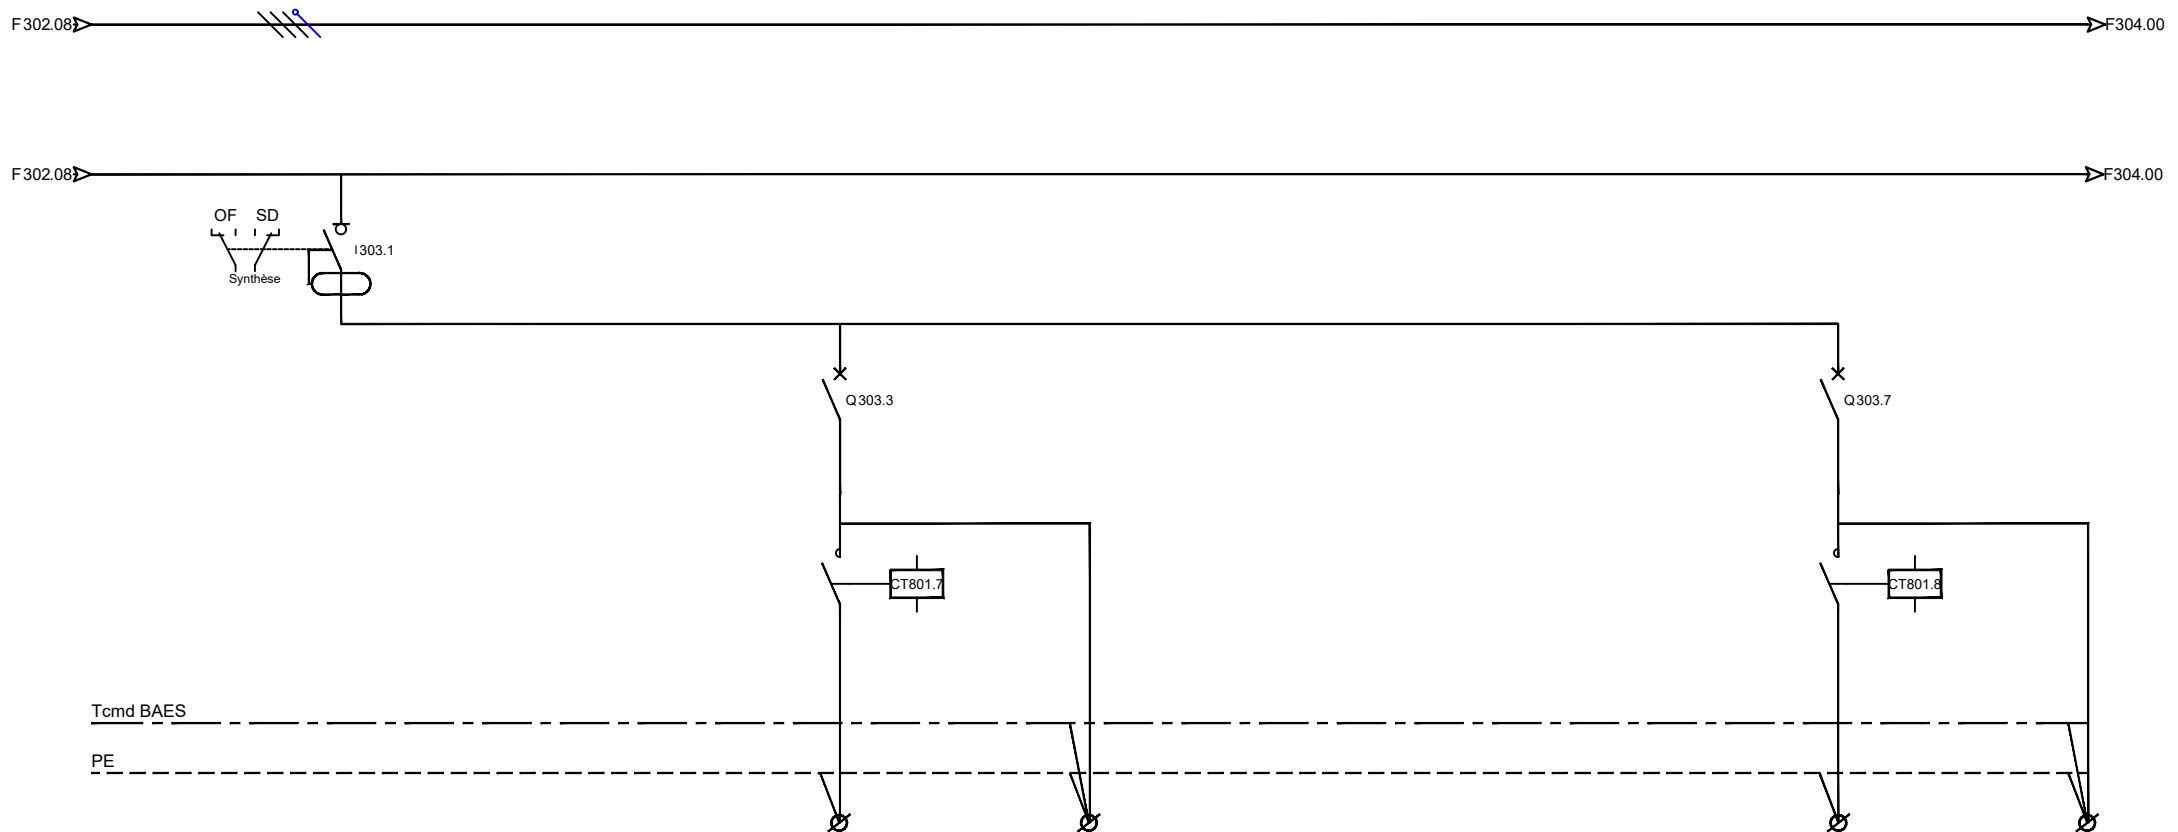 F302.08 F304.00
F302.08 F304.00
OF SD
I303.1
Synthèse
Q303.3 Q303.7
CT801.7 CT801.8
Tcmd BAES
PE